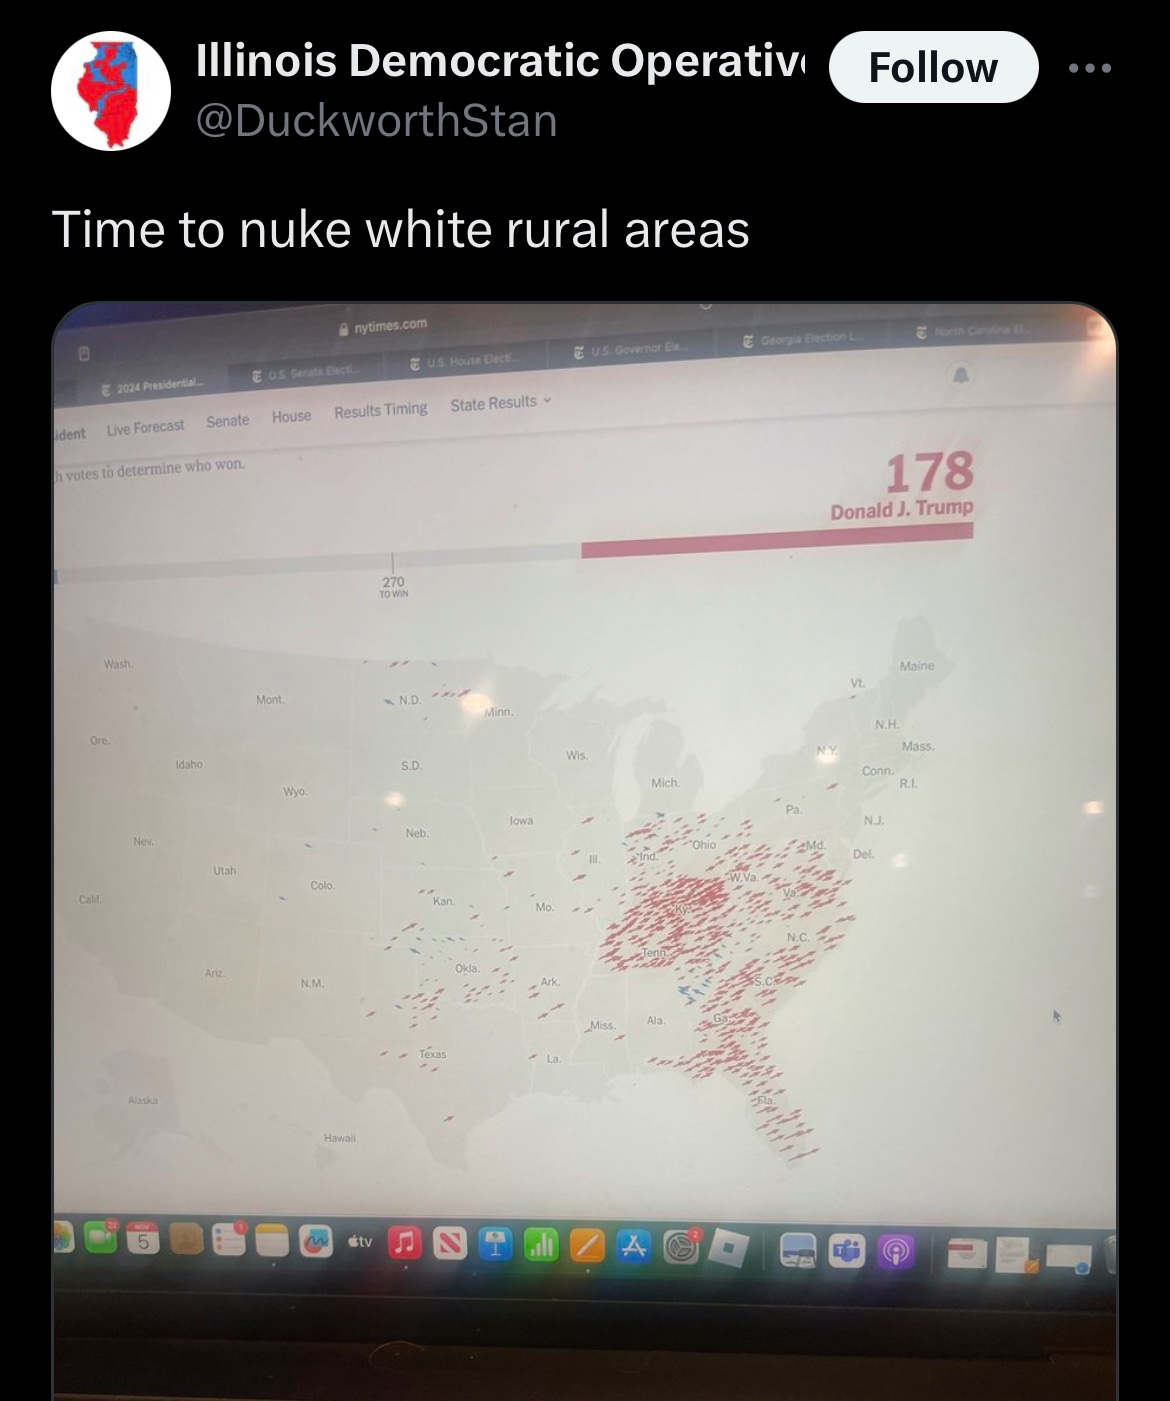 Illinois Democratic Operativ
Follow
@DuckworthStan
Time to nuke white rural areas
nytimes.com
2024 Presidential...
U.S. Senate Electi...
U.S. House Electi...
U.S. Governor Ele...
Georgia Election L...
North Carolina El...
ident
Live Forecast
Senate
House
Results Timing
State Results
h votes to determine who won.
178
Donald J. Trump
270
TO WIN
Wash.
Maine
Vt.
Mont.
N.D.
Minn.
N.H.
Ore.
Mass.
N.Y.
Wis.
Idaho
S.D.
Conn.
R.I.
Mich.
Wyo.
Pa.
Iowa
N.J.
Neb.
Nev.
Ohio
Md.
Del.
Ill.
Ind.
Utah
W.Va.
Colo.
Va.
Calif.
Kan.
Mo.
Ky.
N.C.
Tenn.
Okla.
Ariz.
N.M.
Ark.
S.C.
Miss.
Ala.
Ga.
Texas
La.
Alaska
Fla.
Hawaii
23
NOV
5
1
tv
2